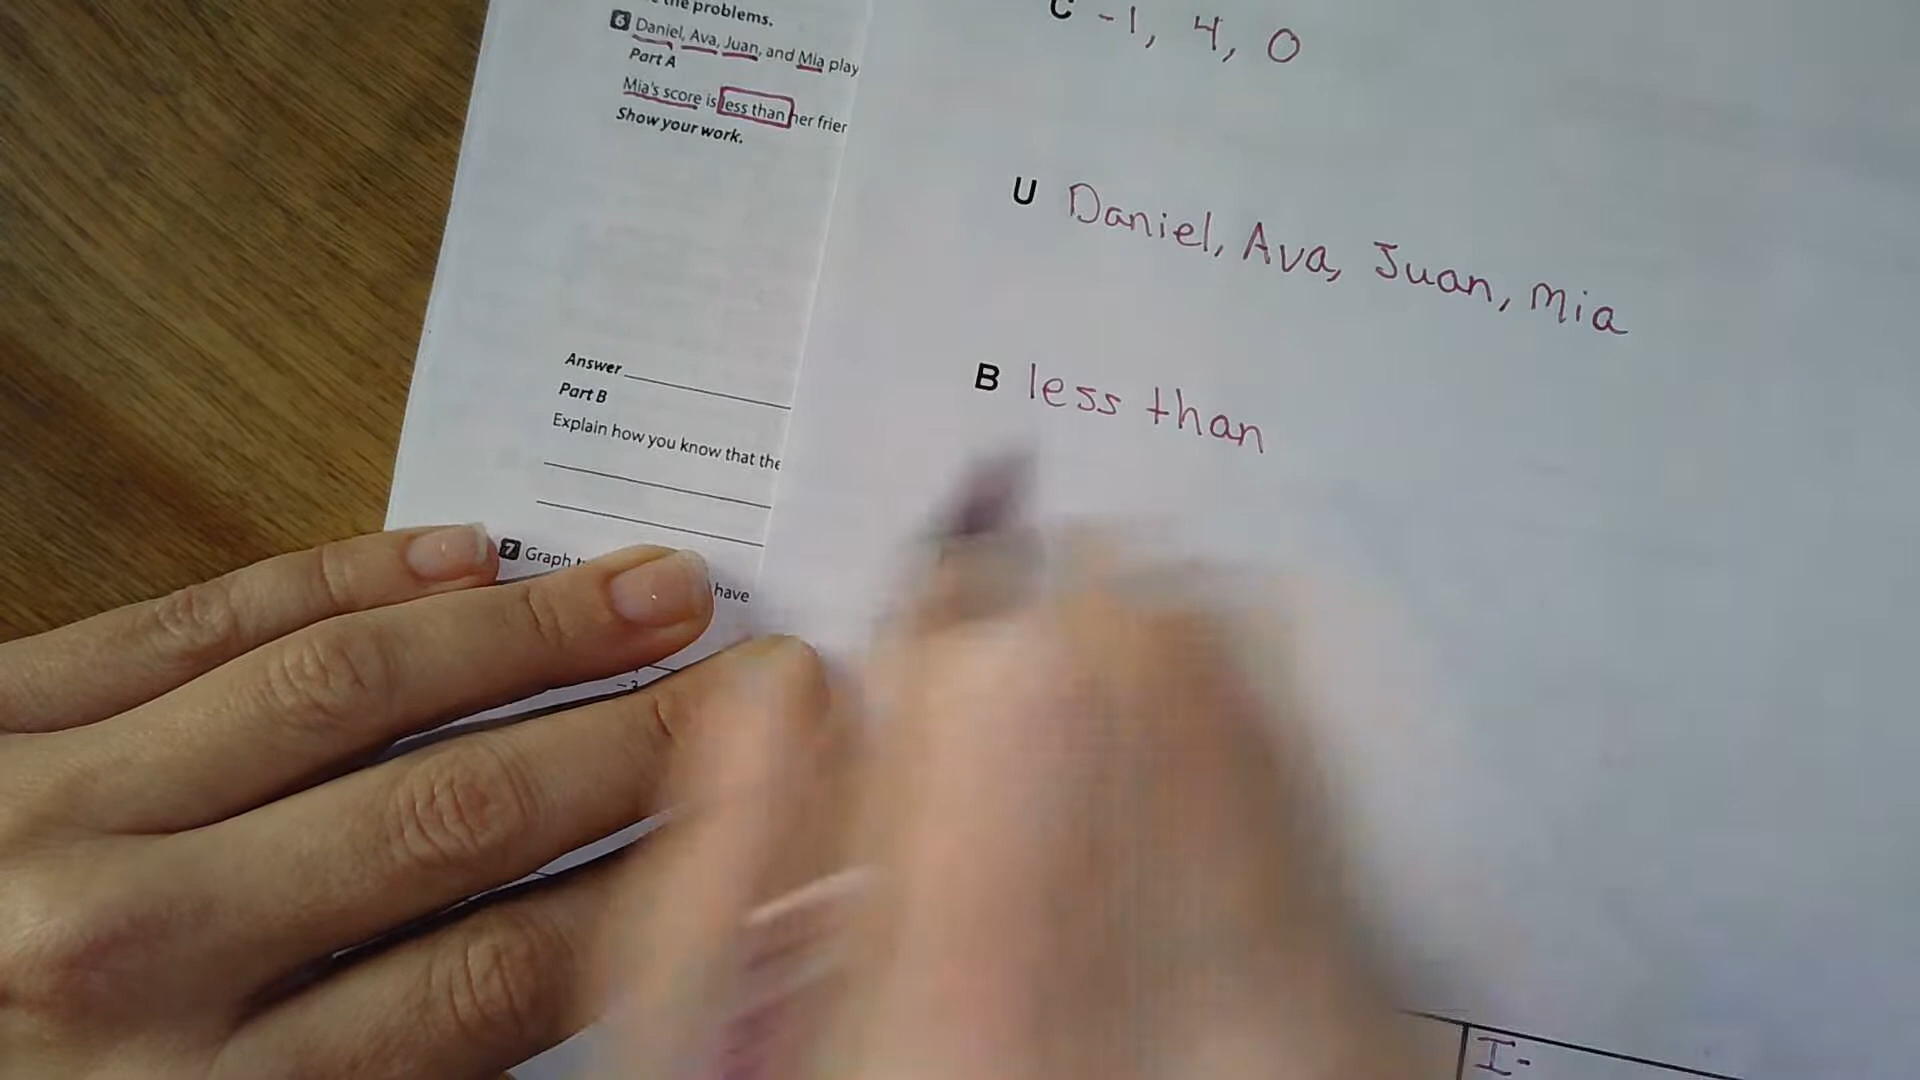 the problems.
6 Daniel, Ava, Juan, and Mia play
Part A
Mia's score is less than her frier
Show your work.
Answer
Part B
Explain how you know that the
7 Graph
have
-3
C -1, 4, 0
U Daniel, Ava, Juan, Mia
B less than
I-